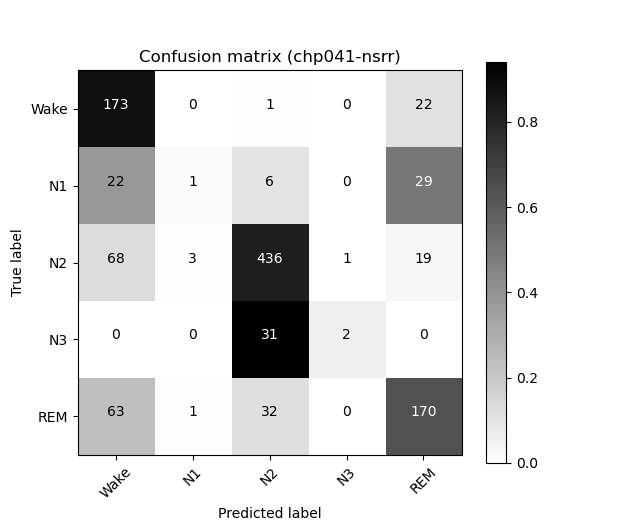 Confusion matrix (chp041-nsrr)
Wake 173 0 1 0 22
N1 22 1 6 0 29
N2 68 3 436 1 19
N3 0 0 31 2 0
REM 63 1 32 0 170
Wake N1 N2 N3 REM
Predicted label
True label
0.8
0.6
0.4
0.2
0.0